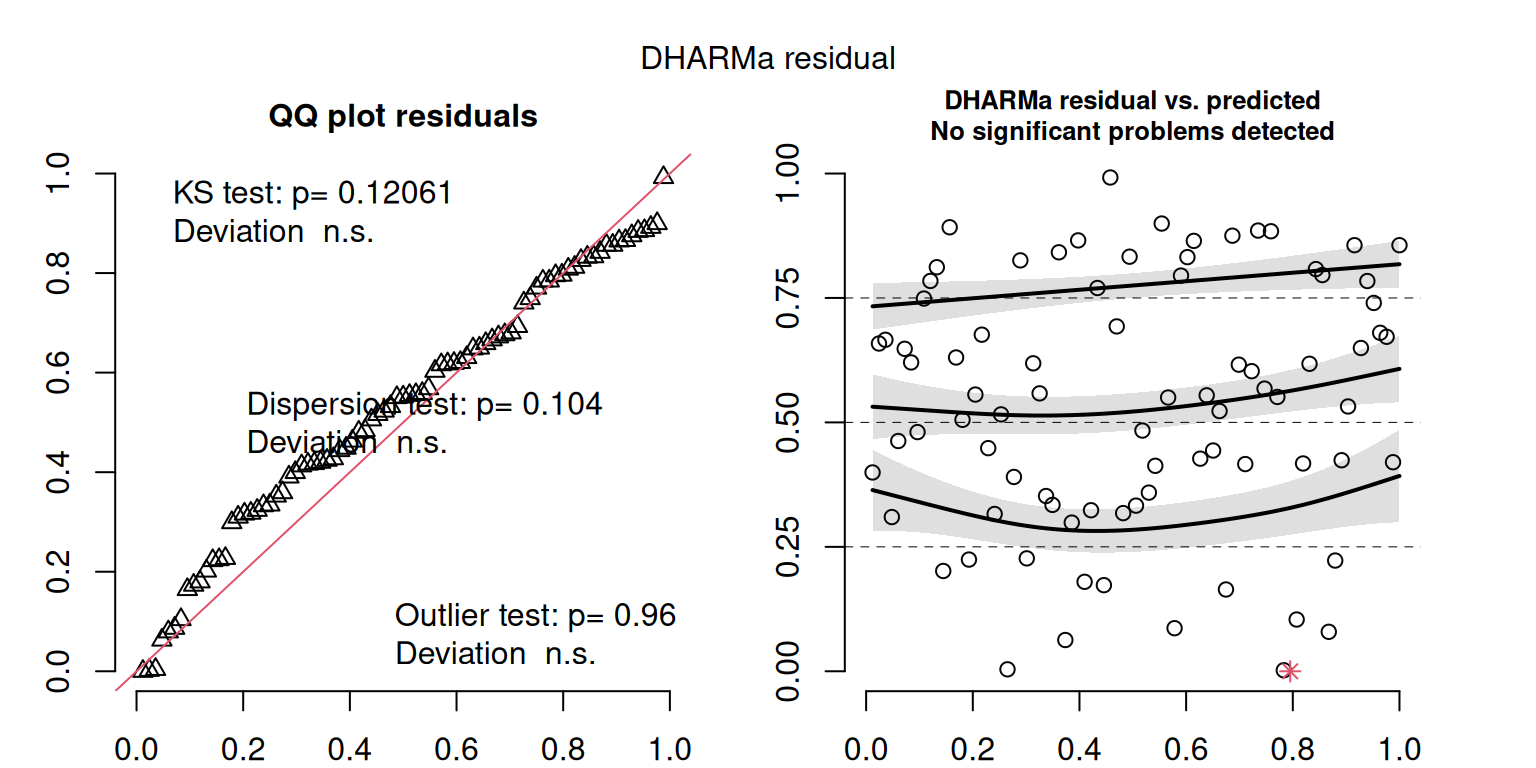 DHARMa residual
QQ plot residuals
KS test: p= 0.12061
Deviation  n.s.
Dispersion test: p= 0.104
Deviation  n.s.
Outlier test: p= 0.96
Deviation  n.s.
1.0
0.8
0.6
0.4
0.2
0.0
0.0 0.2 0.4 0.6 0.8 1.0
DHARMa residual vs. predicted
No significant problems detected
1.00
0.75
0.50
0.25
0.00
0.0 0.2 0.4 0.6 0.8 1.0